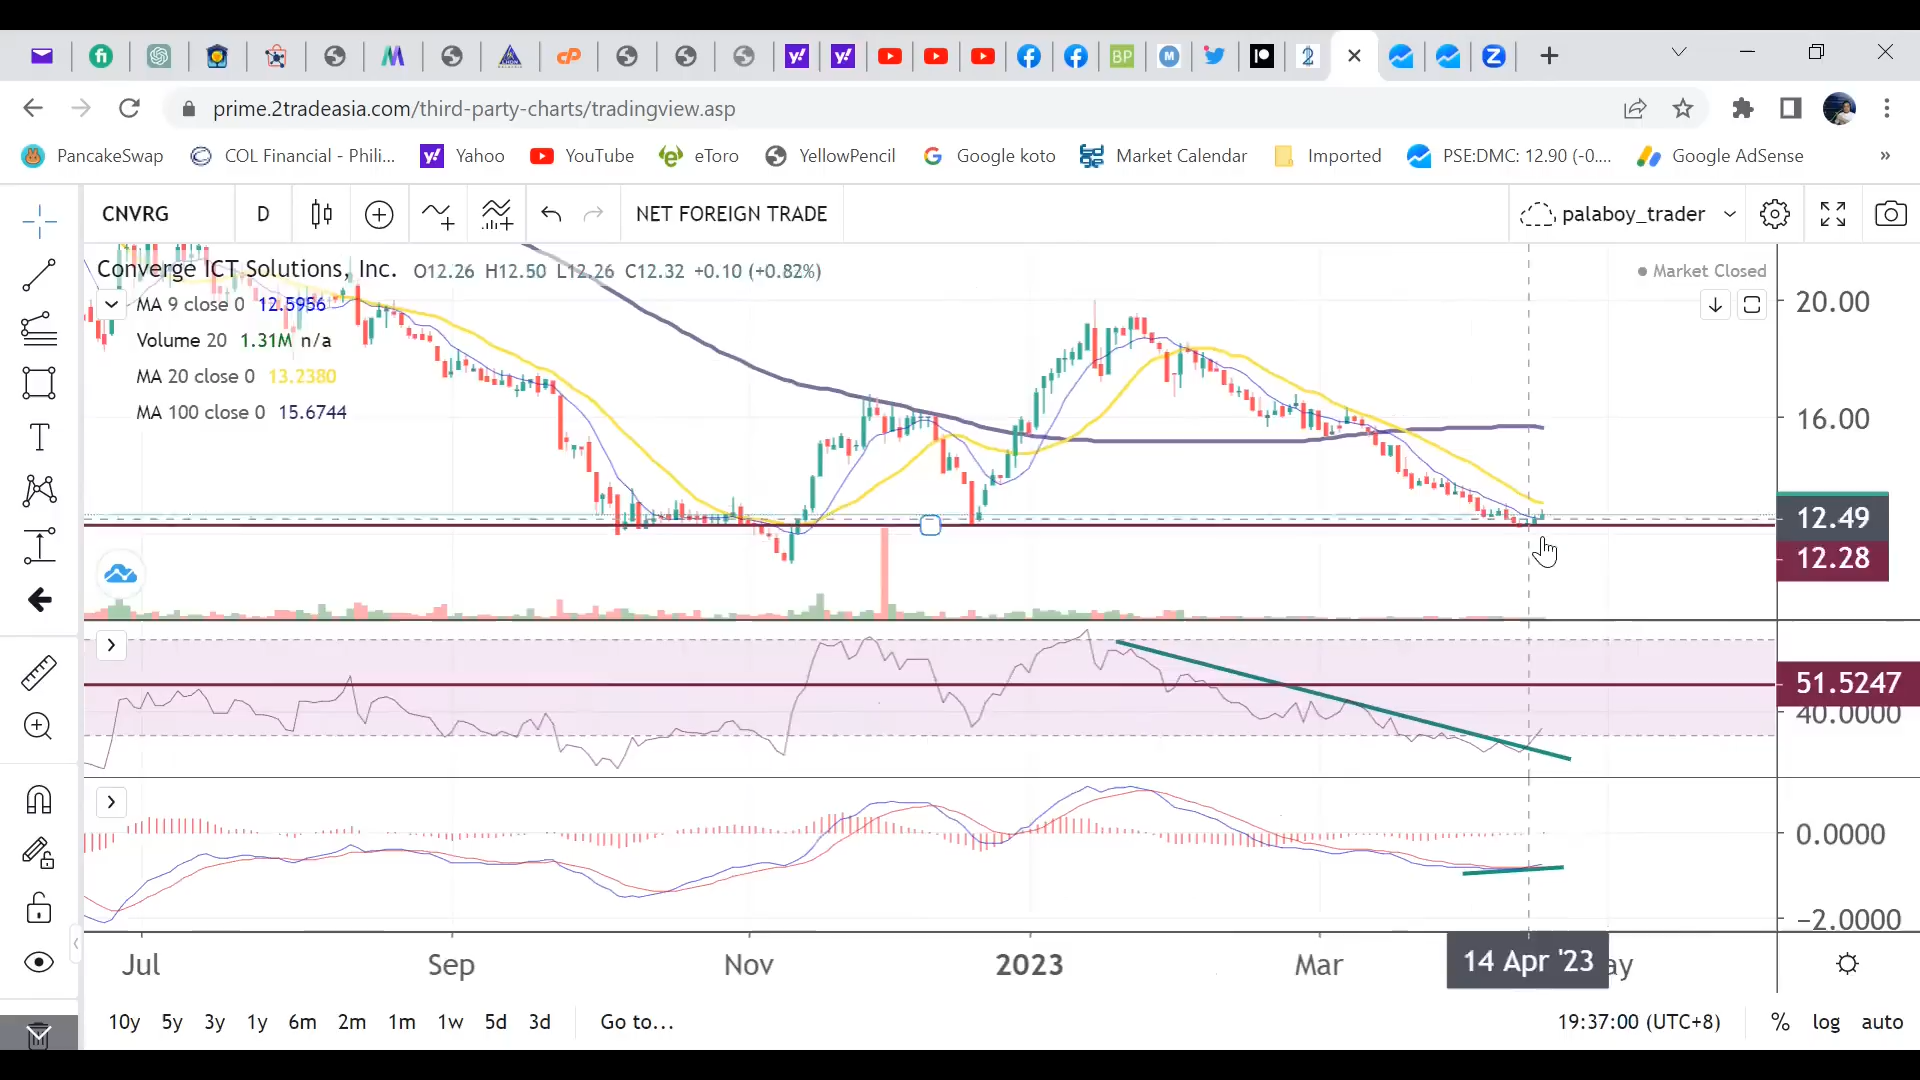 prime.2tradeasia.com/third-party-charts/tradingview.asp
PancakeSwap COL Financial - Phili... Yahoo YouTube eToro YellowPencil Google koto Market Calendar Imported PSE:DMC: 12.90 (-0.... Google AdSense »
CNVRG D NET FOREIGN TRADE palaboy_trader
Converge ICT Solutions, Inc. O12.26 H12.50 L12.26 C12.32 +0.10 (+0.82%) Market Closed
MA 9 close 0 12.5956 20.00
Volume 20 1.31M n/a
MA 20 close 0 13.2380
MA 100 close 0 15.6744 16.00
12.49
12.28
51.5247
40.0000
0.0000
−2.0000
Jul Sep Nov 2023 Mar 14 Apr '23 ay
10y 5y 3y 1y 6m 2m 1m 1w 5d 3d Go to... 19:37:00 (UTC+8) % log auto